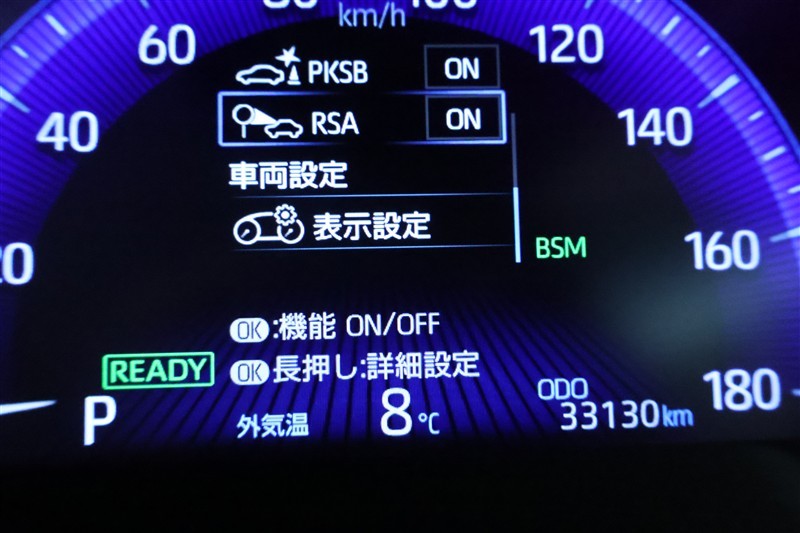 km/h
60
120
PKSB ON
40
RSA ON
140
車両設定
表示設定
BSM
160
OK:機能 ON/OFF
READY
OK長押し:詳細設定
P
外気温 8℃
ODO
33130km
180